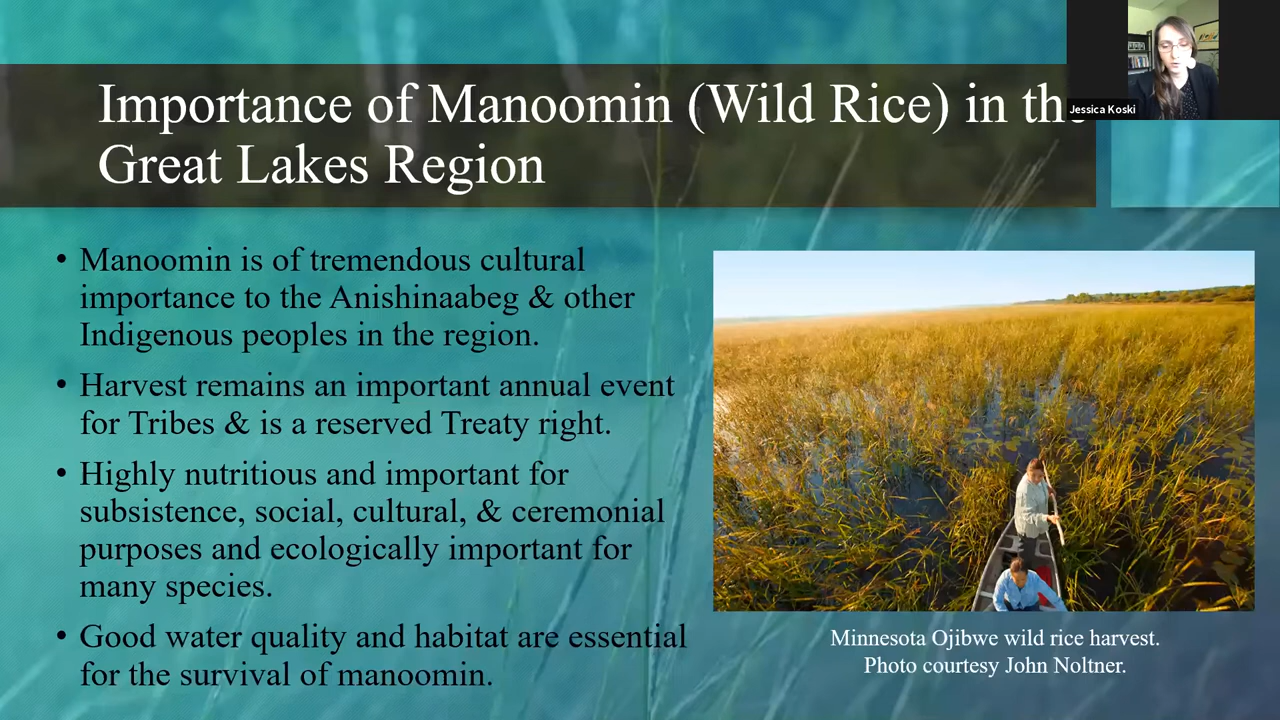 Importance of Manoomin (Wild Rice) in the
Great Lakes Region
Jessica Koski
• Manoomin is of tremendous cultural
importance to the Anishinaabeg & other
Indigenous peoples in the region.
• Harvest remains an important annual event
for Tribes & is a reserved Treaty right.
• Highly nutritious and important for
subsistence, social, cultural, & ceremonial
purposes and ecologically important for
many species.
• Good water quality and habitat are essential
for the survival of manoomin.
Minnesota Ojibwe wild rice harvest.
Photo courtesy John Noltner.